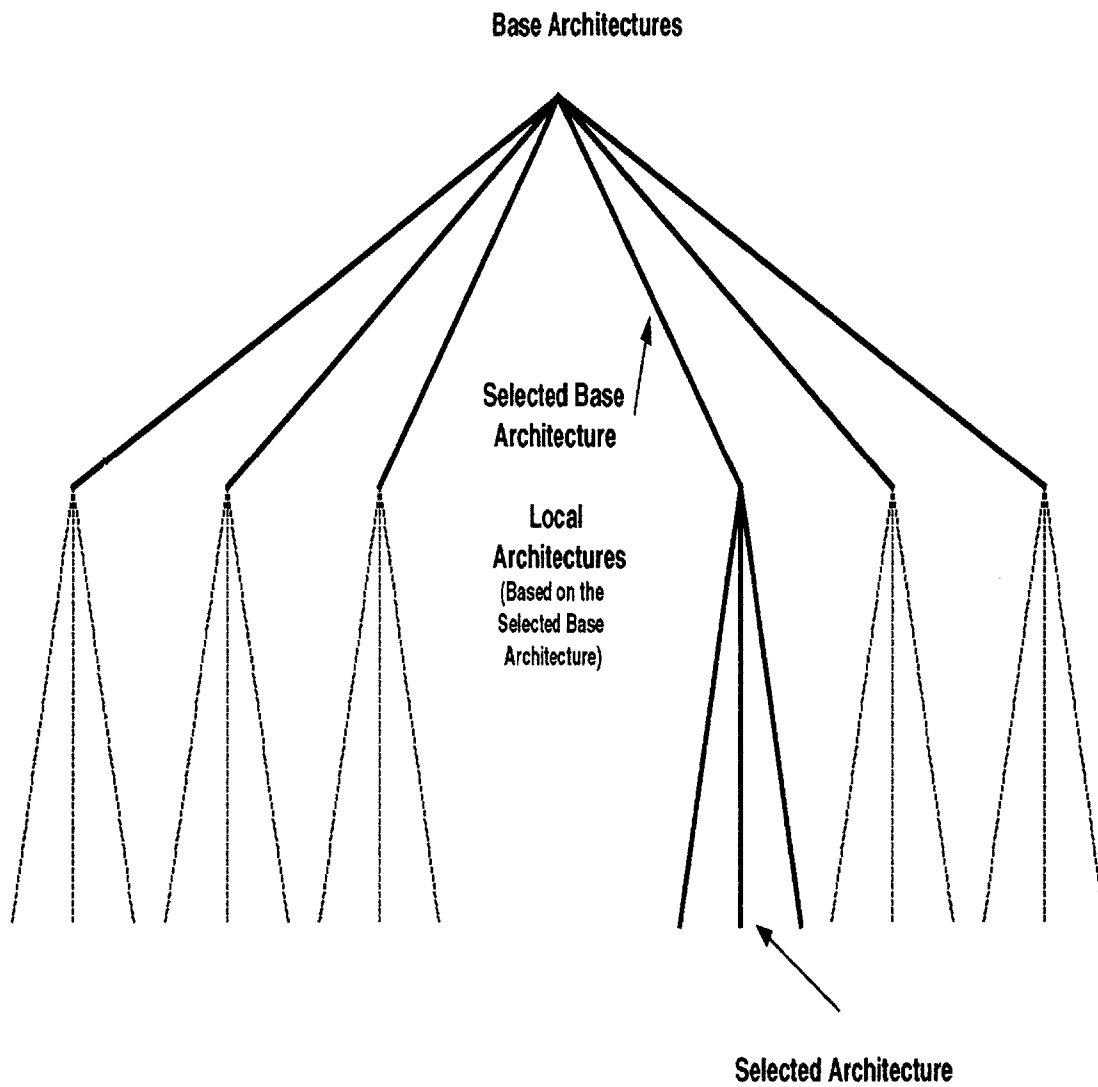 Base Architectures
Selected Base
Architecture
Local
Architectures
(Based on the
Selected Base
Architecture)
Selected Architecture